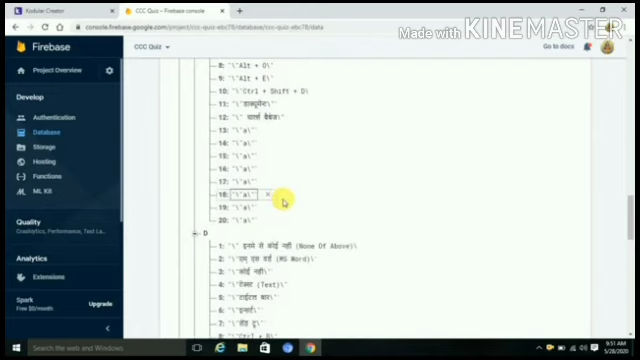 Kodular Creator
CCC Quiz – Firebase console
console.firebase.google.com/project/ccc-quiz-ebc78/database/ccc-quiz-ebc78/data
Made with KINEMASTER
Firebase
CCC Quiz
Go to docs
Project Overview
Develop
Authentication
Database
Storage
Hosting
Functions
ML Kit
Quality
Crashlytics, Performance, Test La...
Analytics
Extensions
Spark
Free $0/month
Upgrade
8: "\"Alt + O\"
9: "\"Alt + E\"
10: "\"Ctrl + Shift + D\
11: "\"डाक्यूमेन्ट\""
12: "\" चार्ल्स बैबेज\"
13: "\"a\""
14: "\"a\""
15: "\"a\""
16: "\"a\""
17: "\"a\""
18: "\"a\""
19: "\"a\""
20: "\"a\""
D
1: "\" इनमे से कोई नही (None Of Above)\
2: "\"एम् एस वर्ड (MS Word)\"
3: "\"कोई नही\"
4: "\"टेक्स्ट (Text)\"
5: "\"टाईटल बार\"
6: "\"इन्सर्ट\"
Search the web and Windows
9:51 AM
5/28/2020